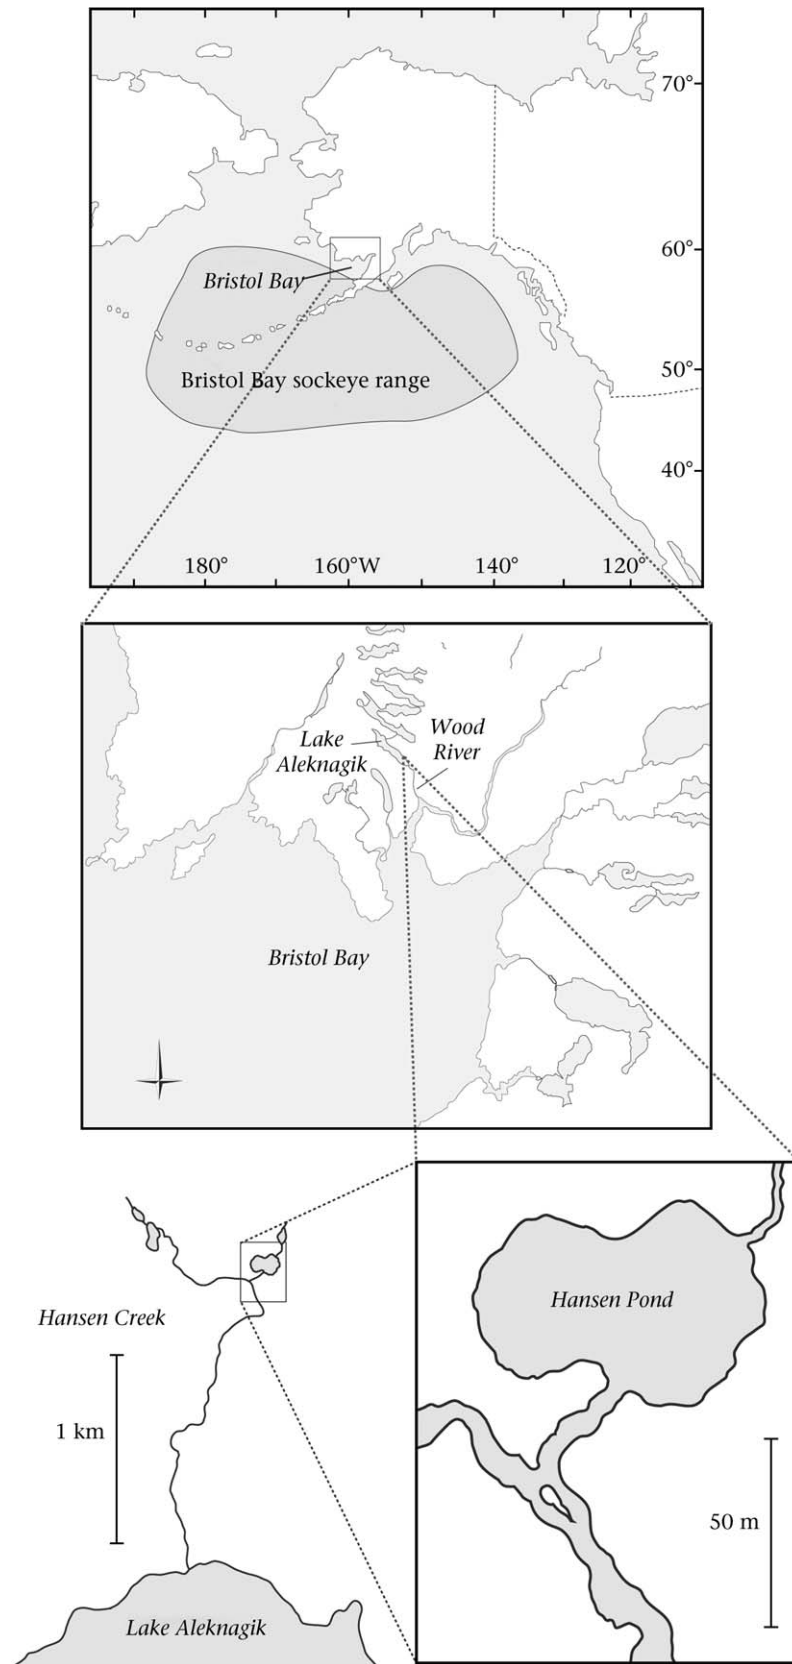 70°
60°
Bristol Bay
50°
Bristol Bay sockeye range
40°
180°
160°W
140°
120°
Wood
River
Lake
Aleknagik
Bristol Bay
Hansen Pond
Hansen Creek
1 km
50 m
Lake Aleknagik